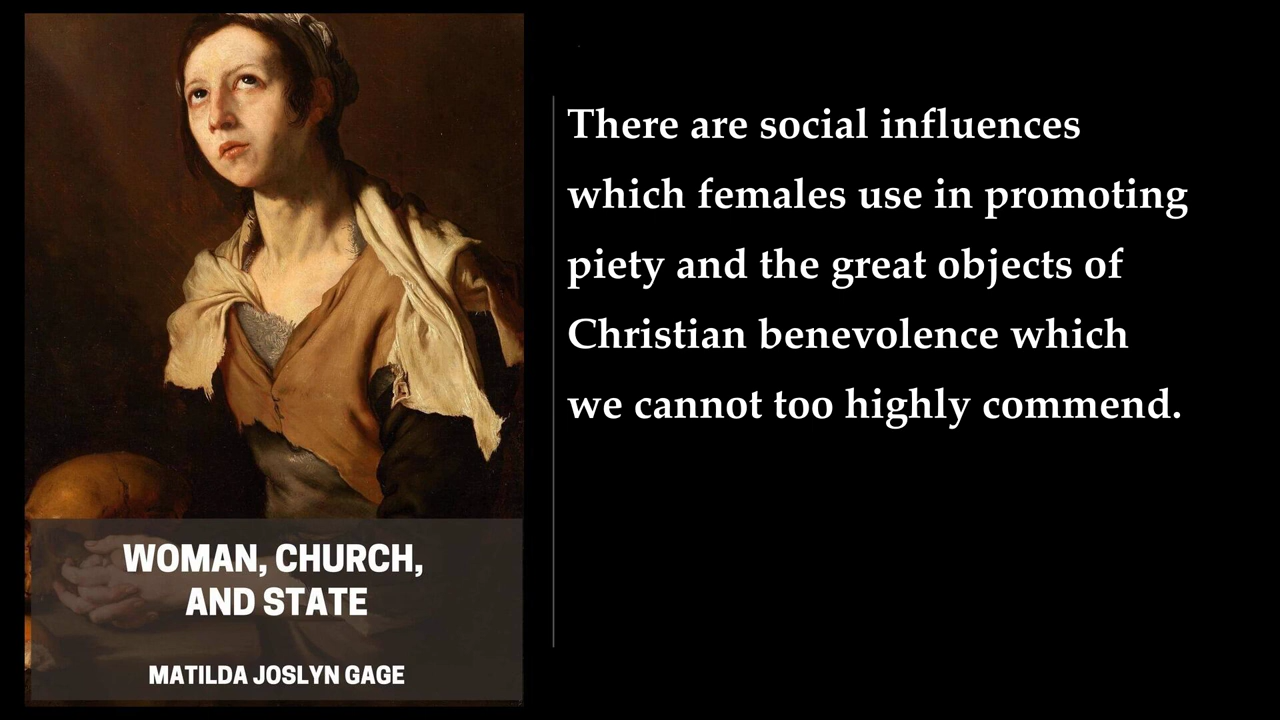 There are social influences
which females use in promoting
piety and the great objects of
Christian benevolence which
we cannot too highly commend.
WOMAN, CHURCH,
AND STATE
MATILDA JOSLYN GAGE